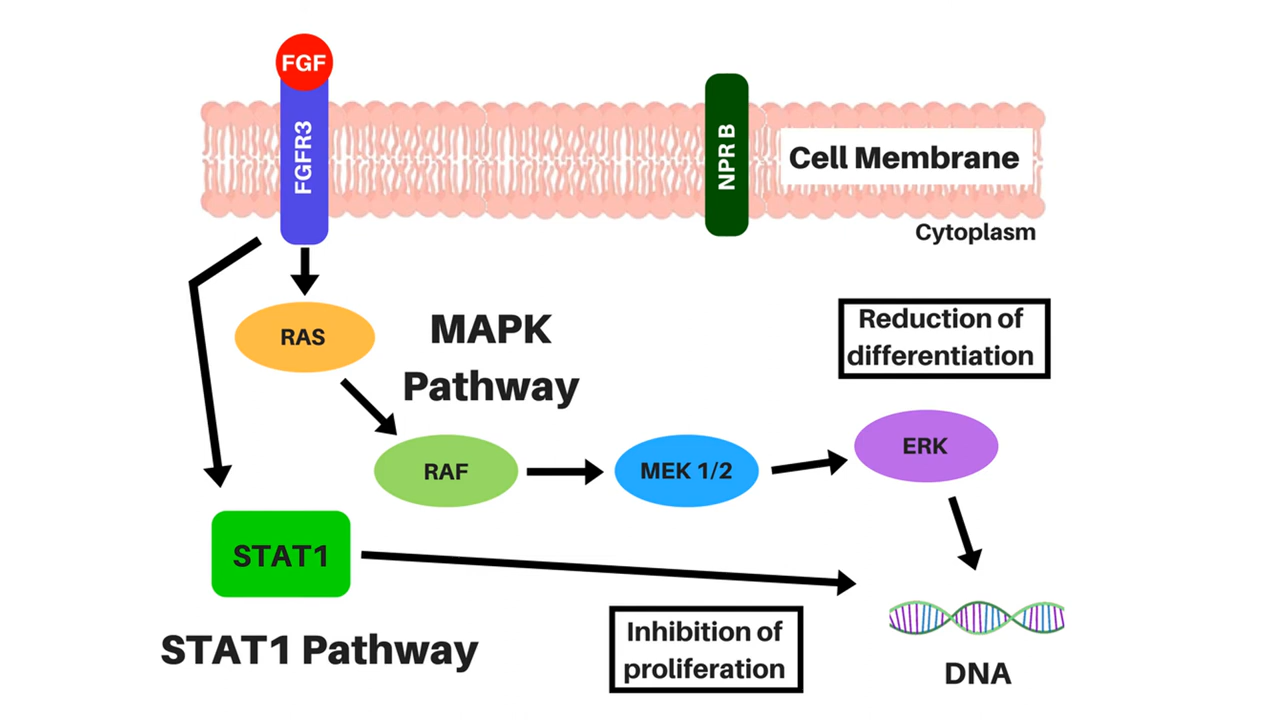 FGF
FGFR3
NPR B
Cell Membrane
Cytoplasm
RAS
MAPK
Pathway
Reduction of
differentiation
RAF
MEK 1/2
ERK
STAT1
STAT1 Pathway
Inhibition of
proliferation
DNA